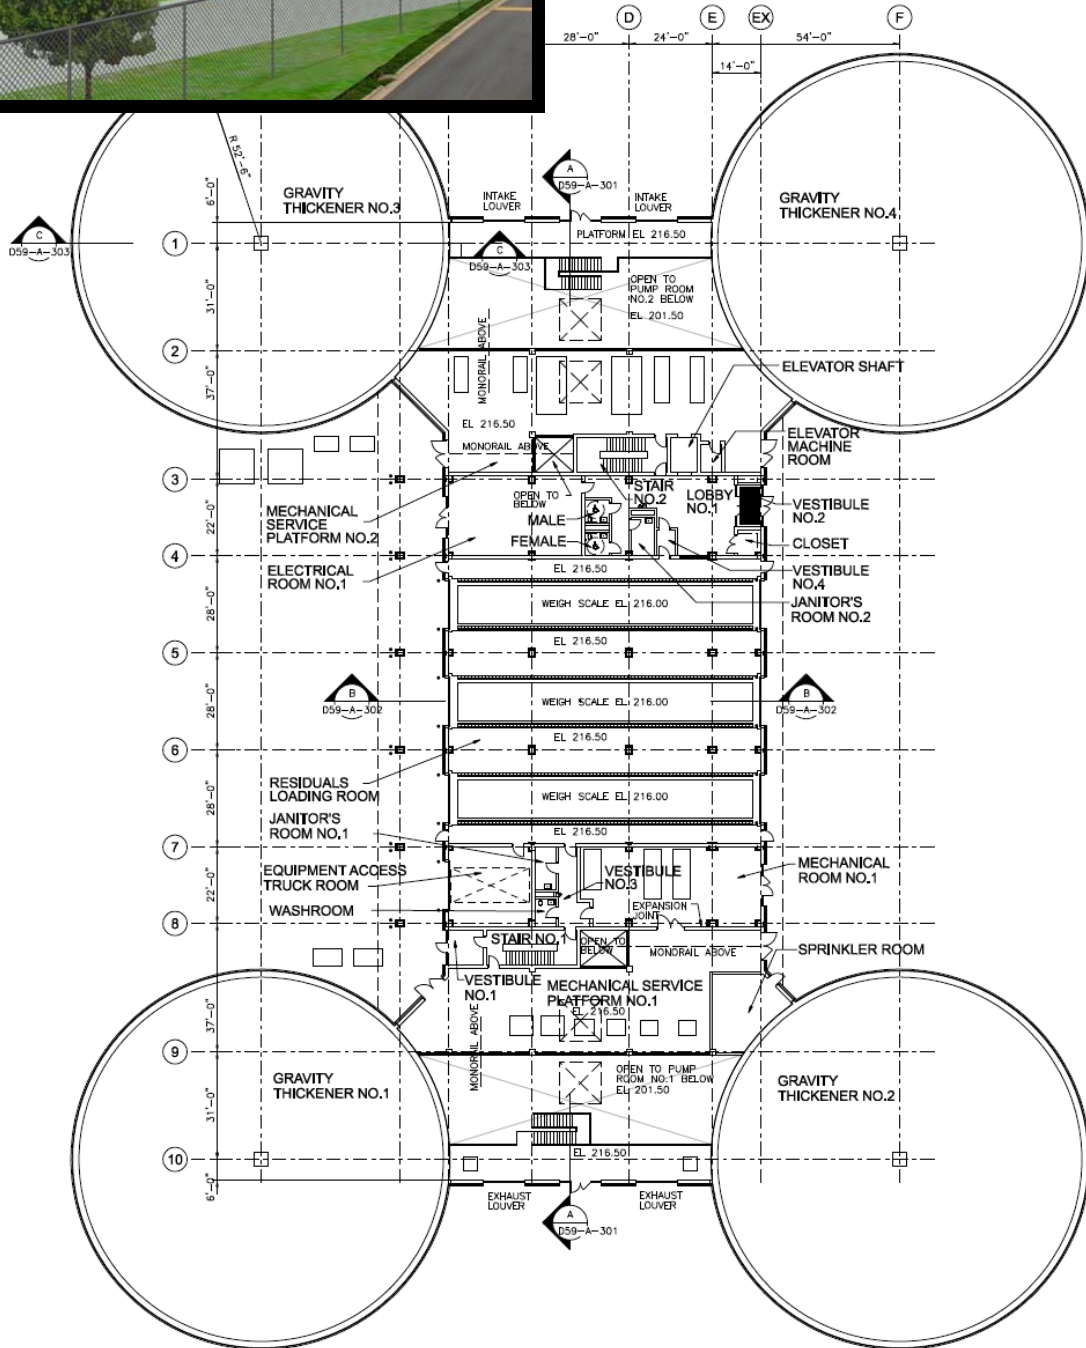 D
E
EX
F
28'-0"
24'-0"
54'-0"
14'-0"
R 52'-6"
6'-0"
GRAVITY
THICKENER NO.3
INTAKE
LOUVER
A
D59-A-301
INTAKE
LOUVER
GRAVITY
THICKENER NO.4
C
D59-A-303
1
PLATFORM EL 216.50
C
D59-A-303
31'-0"
OPEN TO
PUMP ROOM
NO.2 BELOW
EL 201.50
2
MONORAIL ABOVE
37'-0"
ELEVATOR SHAFT
EL 216.50
MONORAIL ABOVE
ELEVATOR
MACHINE
ROOM
3
OPEN TO
BELOW
STAIR
NO.2
LOBBY
NO.1
22'-0"
MECHANICAL
SERVICE
PLATFORM NO.2
MALE
FEMALE
VESTIBULE
NO.2
CLOSET
4
ELECTRICAL
ROOM NO.1
EL 216.50
VESTIBULE
NO.4
28'-0"
WEIGH SCALE EL 216.00
JANITOR'S
ROOM NO.2
5
EL 216.50
B
D59-A-302
28'-0"
WEIGH SCALE EL 216.00
B
D59-A-302
6
EL 216.50
RESIDUALS
LOADING ROOM
28'-0"
WEIGH SCALE EL 216.00
JANITOR'S
ROOM NO.1
EL 216.50
7
EQUIPMENT ACCESS
TRUCK ROOM
22'-0"
VESTIBULE
NO.3
MECHANICAL
ROOM NO.1
WASHROOM
EXPANSION
JOINT
8
STAIR NO.1
OPEN TO
BELOW
MONORAIL ABOVE
SPRINKLER ROOM
VESTIBULE
NO.1
MECHANICAL SERVICE
PLATFORM NO.1
EL 216.50
37'-0"
MONORAIL ABOVE
9
GRAVITY
THICKENER NO.1
OPEN TO PUMP
ROOM NO.1 BELOW
EL 201.50
GRAVITY
THICKENER NO.2
31'-0"
10
EL 216.50
6'-0"
EXHAUST
LOUVER
EXHAUST
LOUVER
A
D59-A-301